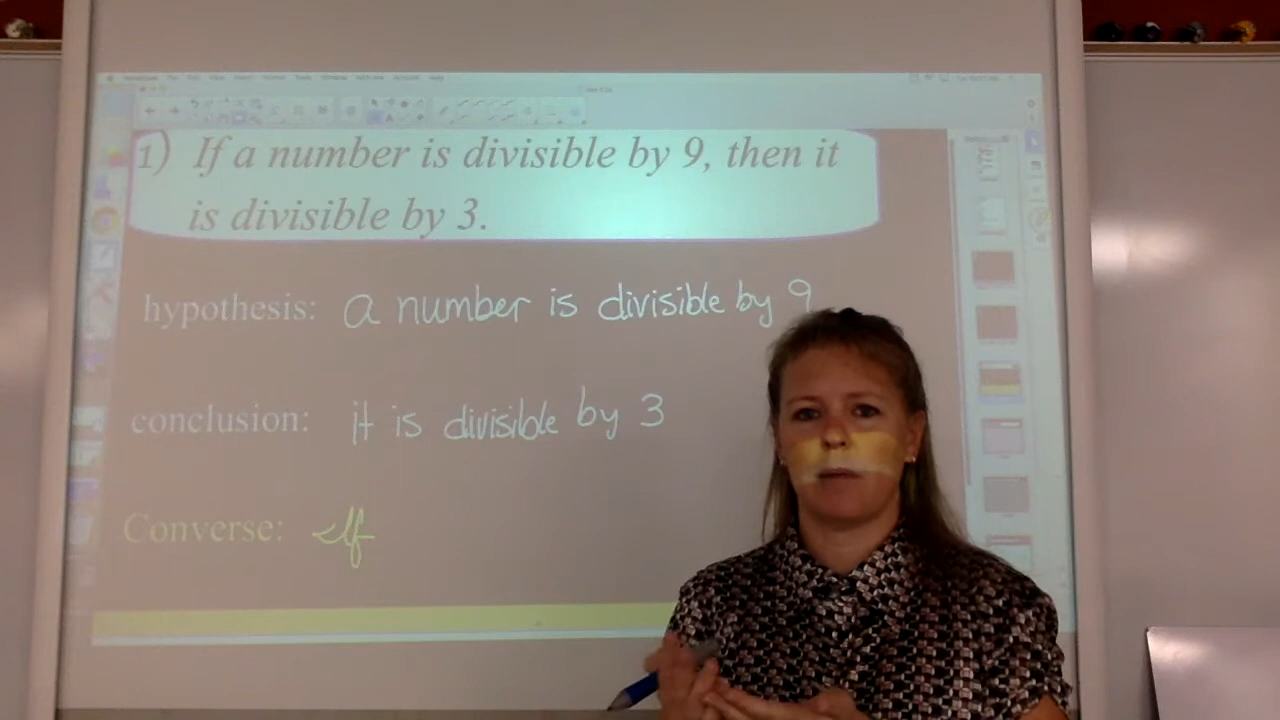 1) If a number is divisible by 9, then it
is divisible by 3.
hypothesis: a number is divisible by 9
conclusion: it is divisible by 3
Converse: If